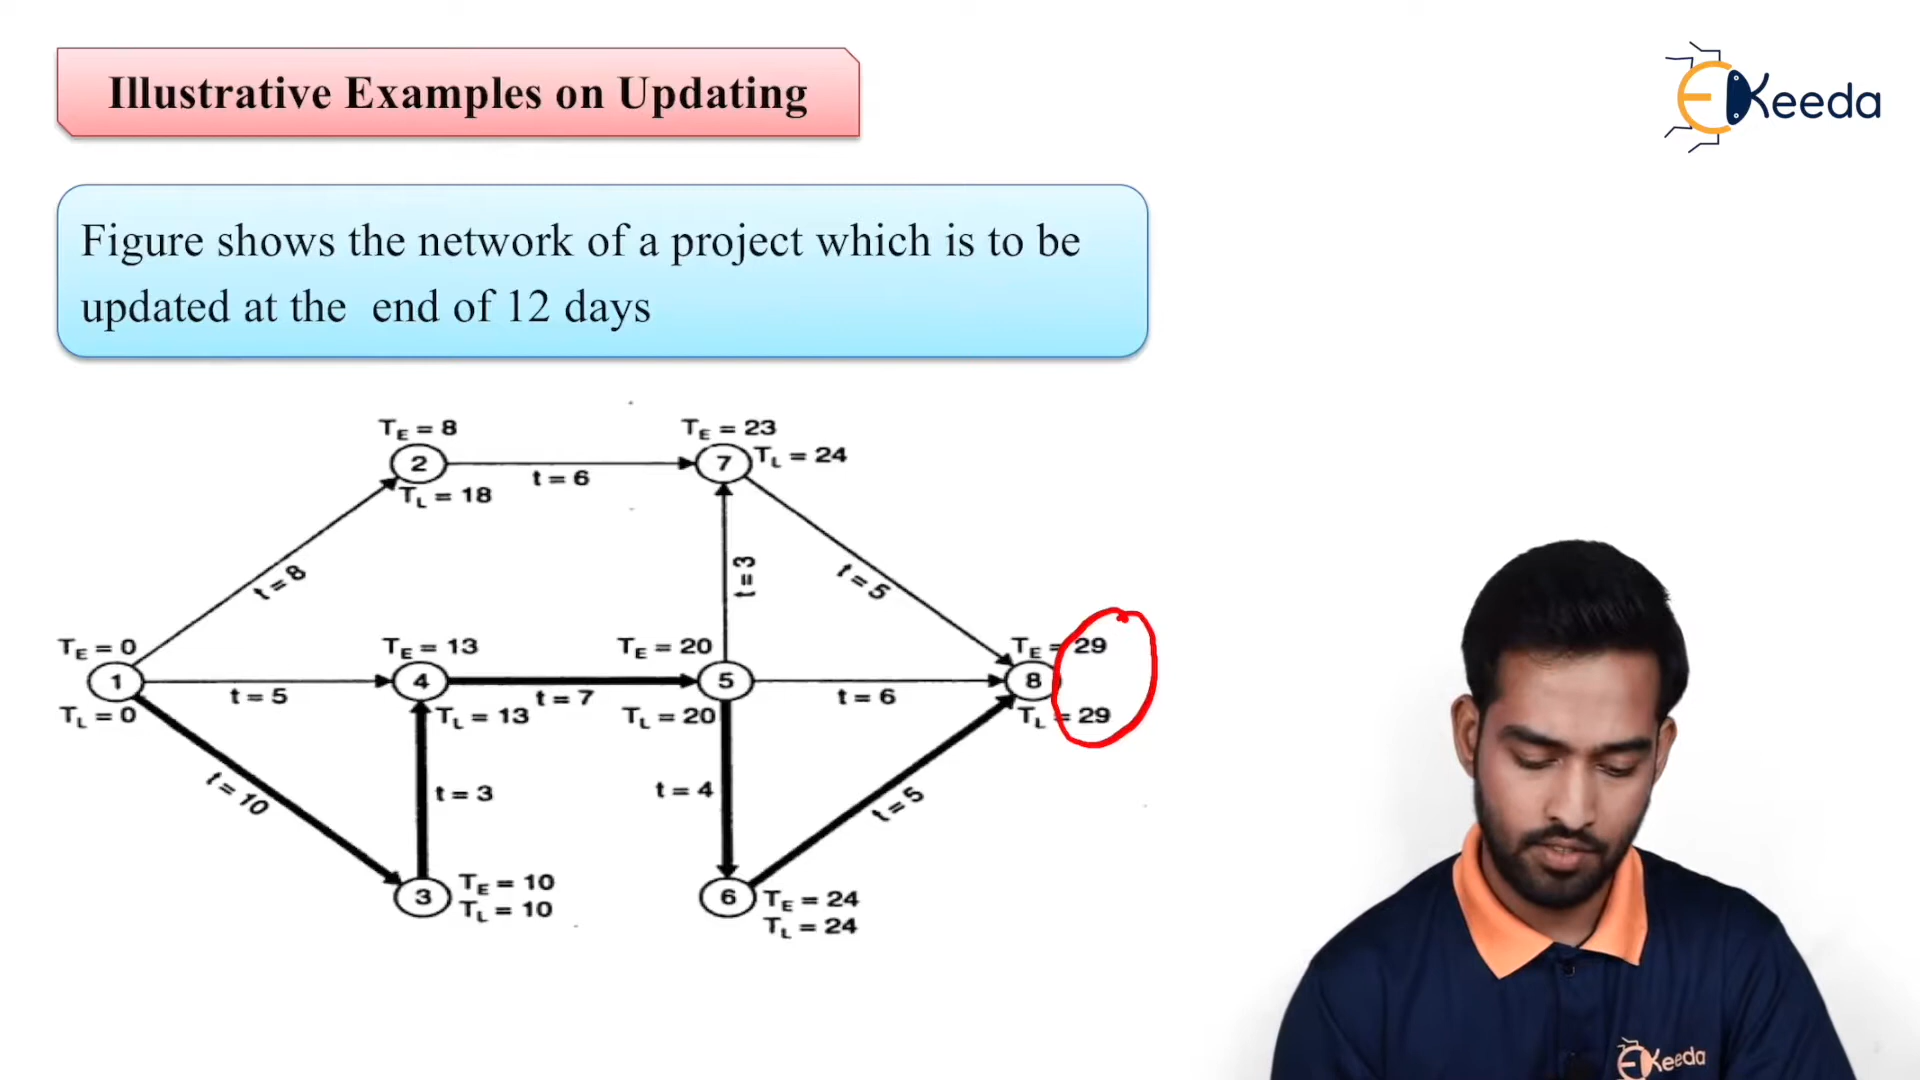 Illustrative Examples on Updating
EKeeda
Figure shows the network of a project which is to be
updated at the end of 12 days
TE = 8
2
TL = 18
t = 6
TE = 23
7
TL = 24
t = 8
t = 3
t = 5
TE = 0
1
TL = 0
t = 5
TE = 13
4
TL = 13
t = 7
TE = 20
5
TL = 20
t = 6
TE = 29
8
TL = 29
t = 10
t = 3
t = 4
t = 5
3
TE = 10
TL = 10
6
TE = 24
TL = 24
EKeeda